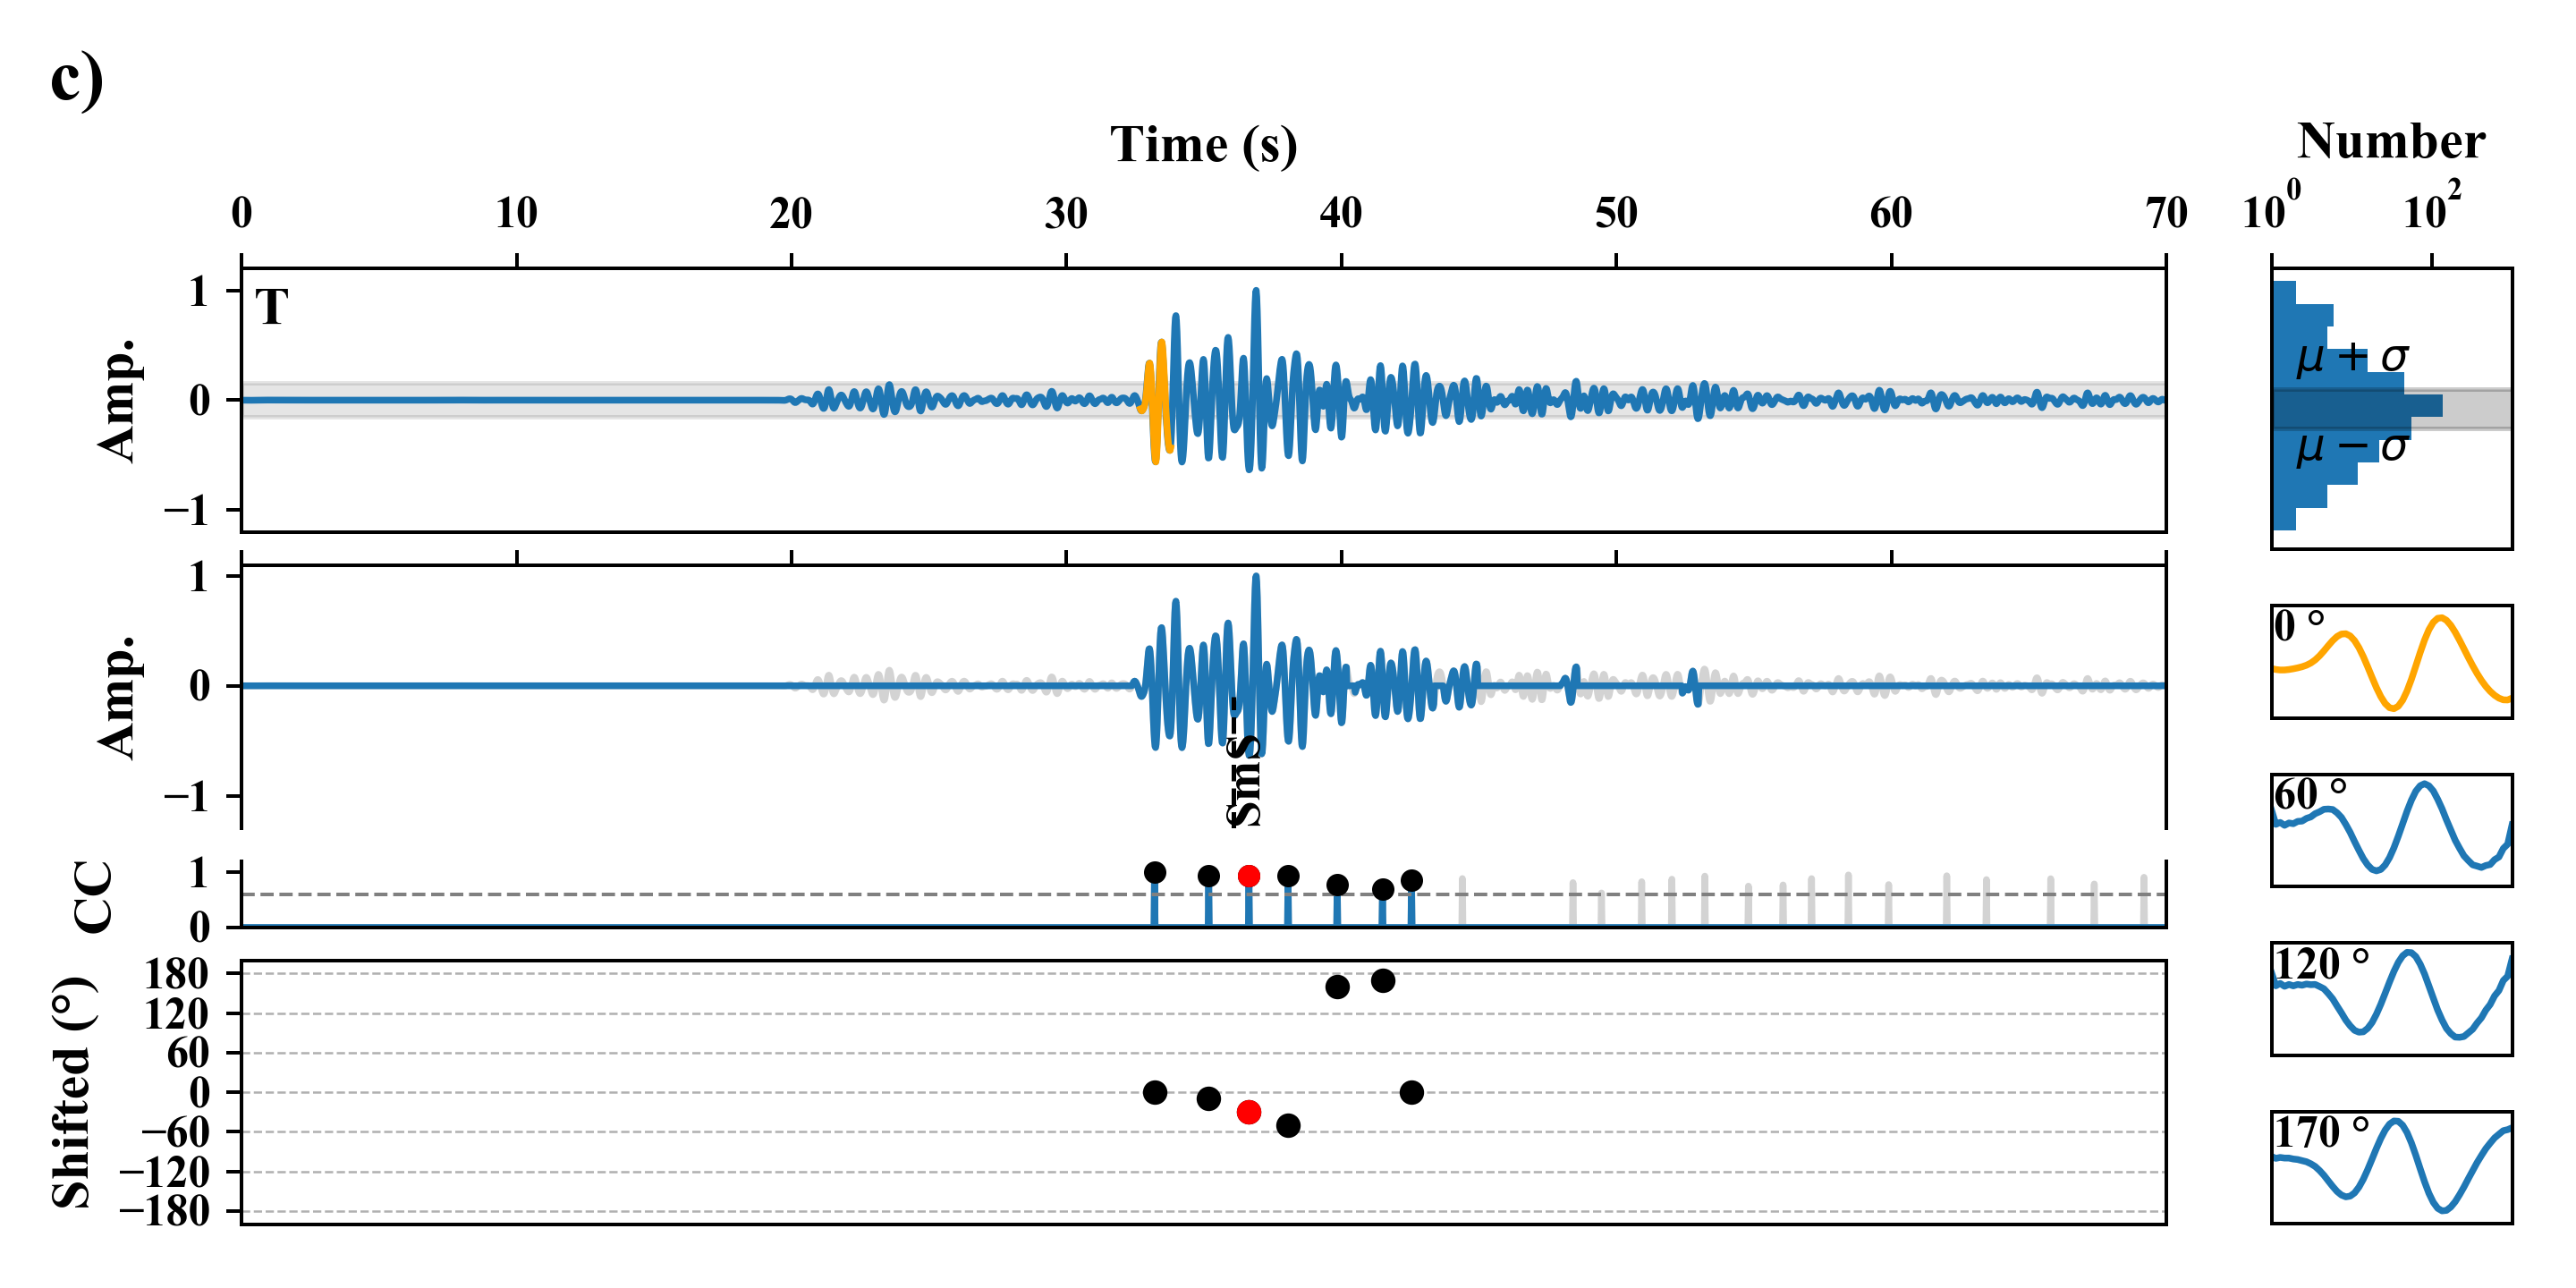 c)
Time (s)
Number
0 10 20 30 40 50 60 70
10^0 10^2
T
Amp.
1
0
−1
μ + σ
μ − σ
Amp.
1
0
−1
SmS
0 °
60 °
CC
1
0
120 °
Shifted (°)
180
120
60
0
−60
−120
−180
170 °